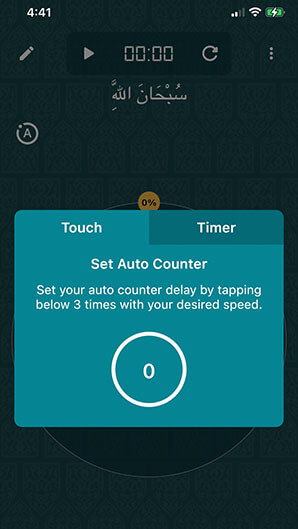 4:41
00:00
سُبْحَانَ اللَّهِ
A
0%
Touch Timer
Set Auto Counter
Set your auto counter delay by tapping
below 3 times with your desired speed.
0